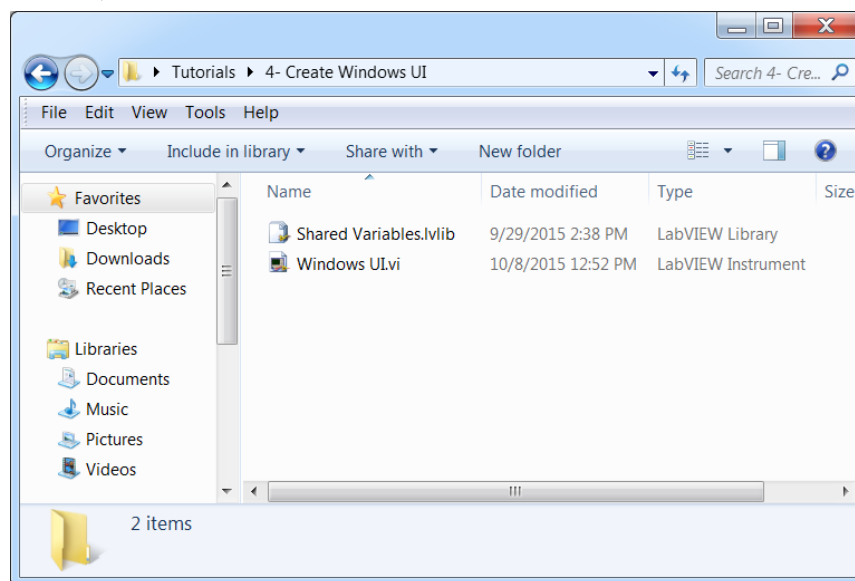 Tutorials 4- Create Windows UI Search 4- Cre...
File Edit View Tools Help
Organize Include in library Share with New folder
Name Date modified Type Size
Favorites
Desktop
Downloads
Recent Places
Libraries
Documents
Music
Pictures
Videos
Shared Variables.lvlib 9/29/2015 2:38 PM LabVIEW Library
Windows UI.vi 10/8/2015 12:52 PM LabVIEW Instrument
2 items